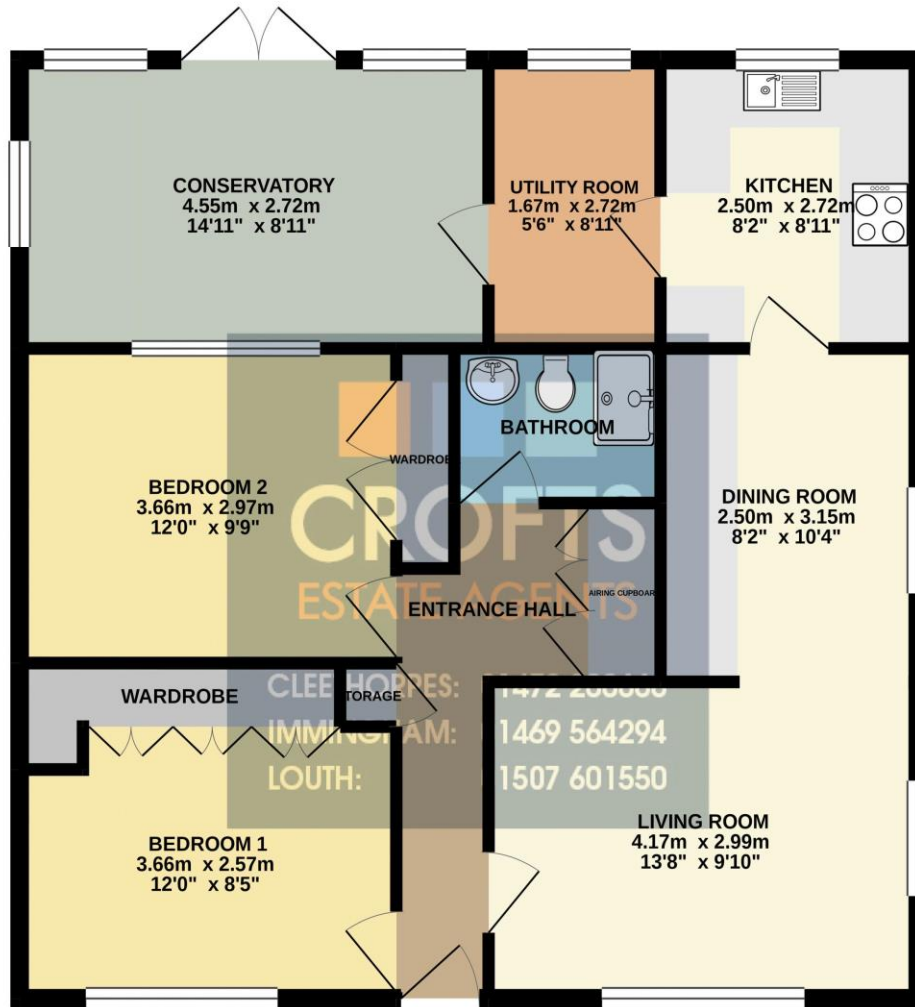 CONSERVATORY
4.55m x 2.72m
14'11" x 8'11"
UTILITY ROOM
1.67m x 2.72m
5'6" x 8'11"
KITCHEN
2.50m x 2.72m
8'2" x 8'11"
BATHROOM
WARDROBE
BEDROOM 2
3.66m x 2.97m
12'0" x 9'9"
DINING ROOM
2.50m x 3.15m
8'2" x 10'4"
CROFTS
ESTATE AGENTS
AIRING CUPBOARD
ENTRANCE HALL
WARDROBE
TORAGE
CLEETHORPES: 1472
IMMINGHAM: 1469 564294
LOUTH: 1507 601550
LIVING ROOM
4.17m x 2.99m
13'8" x 9'10"
BEDROOM 1
3.66m x 2.57m
12'0" x 8'5"